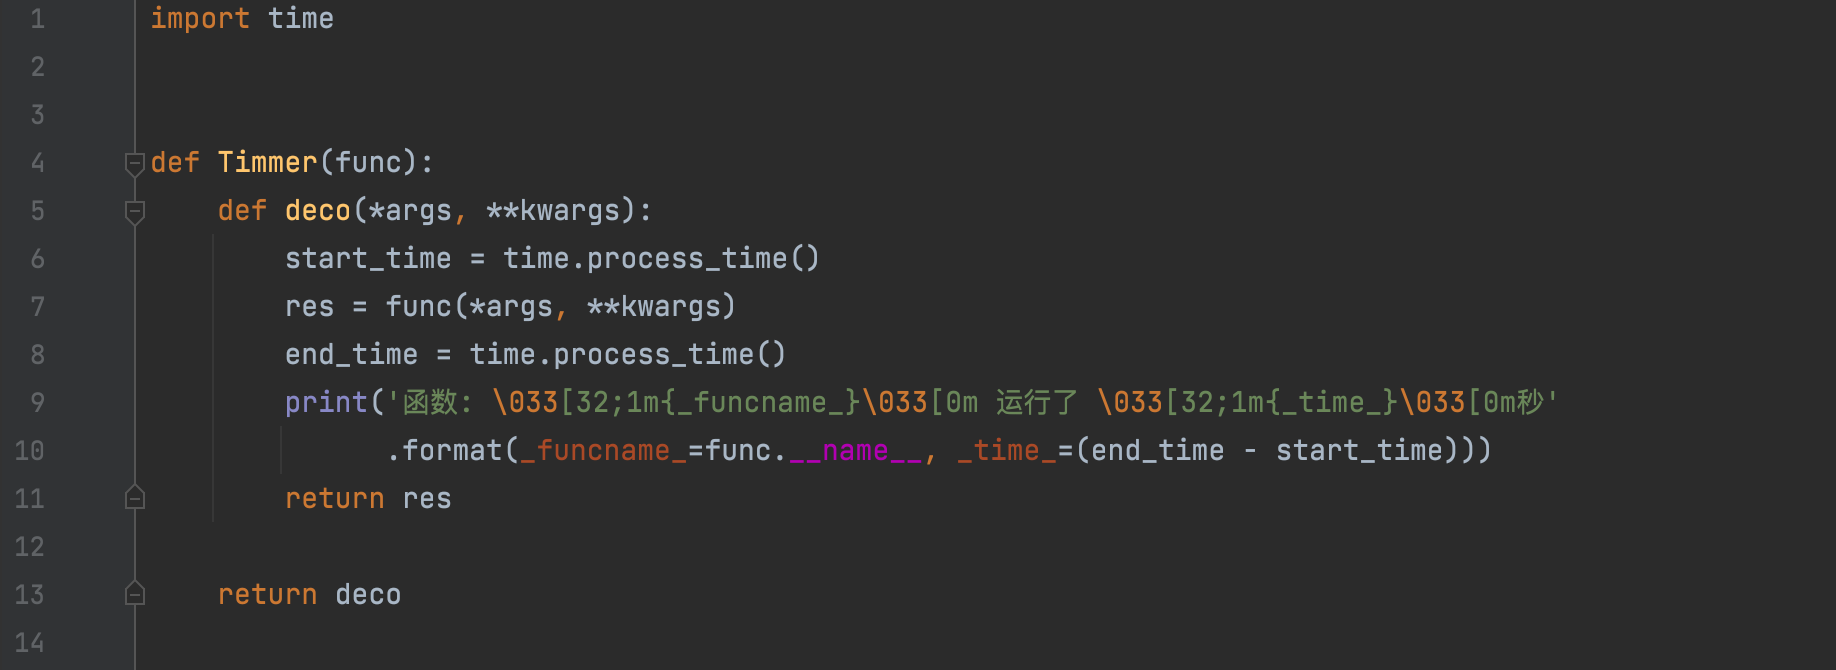 1 import time
2
3
4 def Timmer(func):
5     def deco(*args, **kwargs):
6         start_time = time.process_time()
7         res = func(*args, **kwargs)
8         end_time = time.process_time()
9         print('函数: \033[32;1m{_funcname_}\033[0m 运行了 \033[32;1m{_time_}\033[0m秒'
10               .format(_funcname_=func.__name__, _time_=(end_time - start_time)))
11         return res
12
13     return deco
14